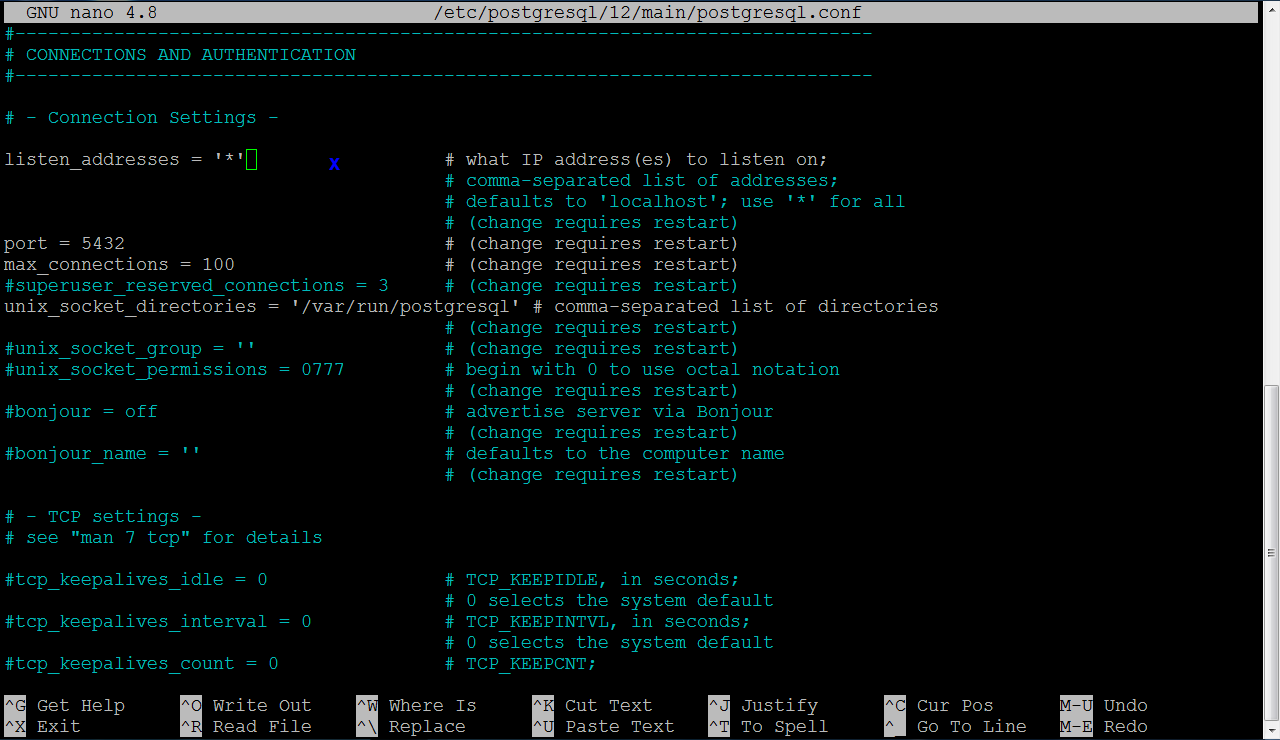 GNU nano 4.8 /etc/postgresql/12/main/postgresql.conf
#------------------------------------------------------------------------------
# CONNECTIONS AND AUTHENTICATION
#------------------------------------------------------------------------------
# - Connection Settings -
listen_addresses = '*' x # what IP address(es) to listen on;
# comma-separated list of addresses;
# defaults to 'localhost'; use '*' for all
# (change requires restart)
port = 5432 # (change requires restart)
max_connections = 100 # (change requires restart)
#superuser_reserved_connections = 3 # (change requires restart)
unix_socket_directories = '/var/run/postgresql' # comma-separated list of directories
# (change requires restart)
#unix_socket_group = '' # (change requires restart)
#unix_socket_permissions = 0777 # begin with 0 to use octal notation
# (change requires restart)
#bonjour = off # advertise server via Bonjour
# (change requires restart)
#bonjour_name = '' # defaults to the computer name
# (change requires restart)
# - TCP settings -
# see "man 7 tcp" for details
#tcp_keepalives_idle = 0 # TCP_KEEPIDLE, in seconds;
# 0 selects the system default
#tcp_keepalives_interval = 0 # TCP_KEEPINTVL, in seconds;
# 0 selects the system default
#tcp_keepalives_count = 0 # TCP_KEEPCNT;
^G Get Help ^O Write Out ^W Where Is ^K Cut Text ^J Justify ^C Cur Pos M-U Undo
^X Exit ^R Read File ^\ Replace ^U Paste Text ^T To Spell ^_ Go To Line M-E Redo